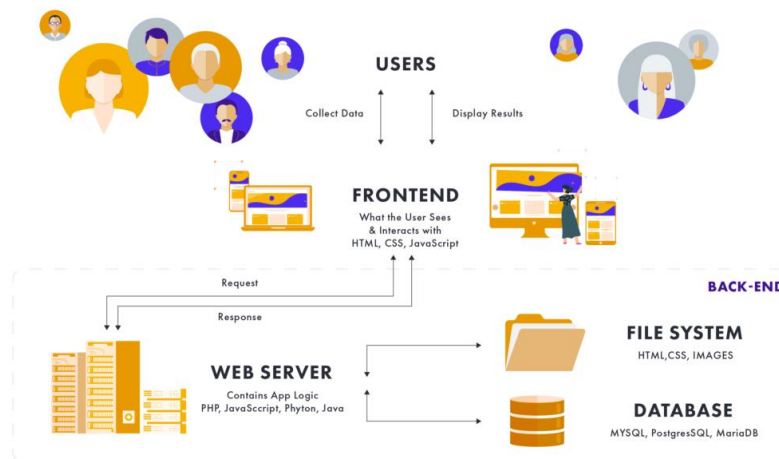 USERS
Collect Data
Display Results
FRONTEND
What the User Sees
& Interacts with
HTML, CSS, JavaScript
Request
BACK-END
Response
FILE SYSTEM
HTML,CSS, IMAGES
WEB SERVER
Contains App Logic
PHP, JavaSccript, Phyton, Java
DATABASE
MYSQL, PostgresSQL, MariaDB